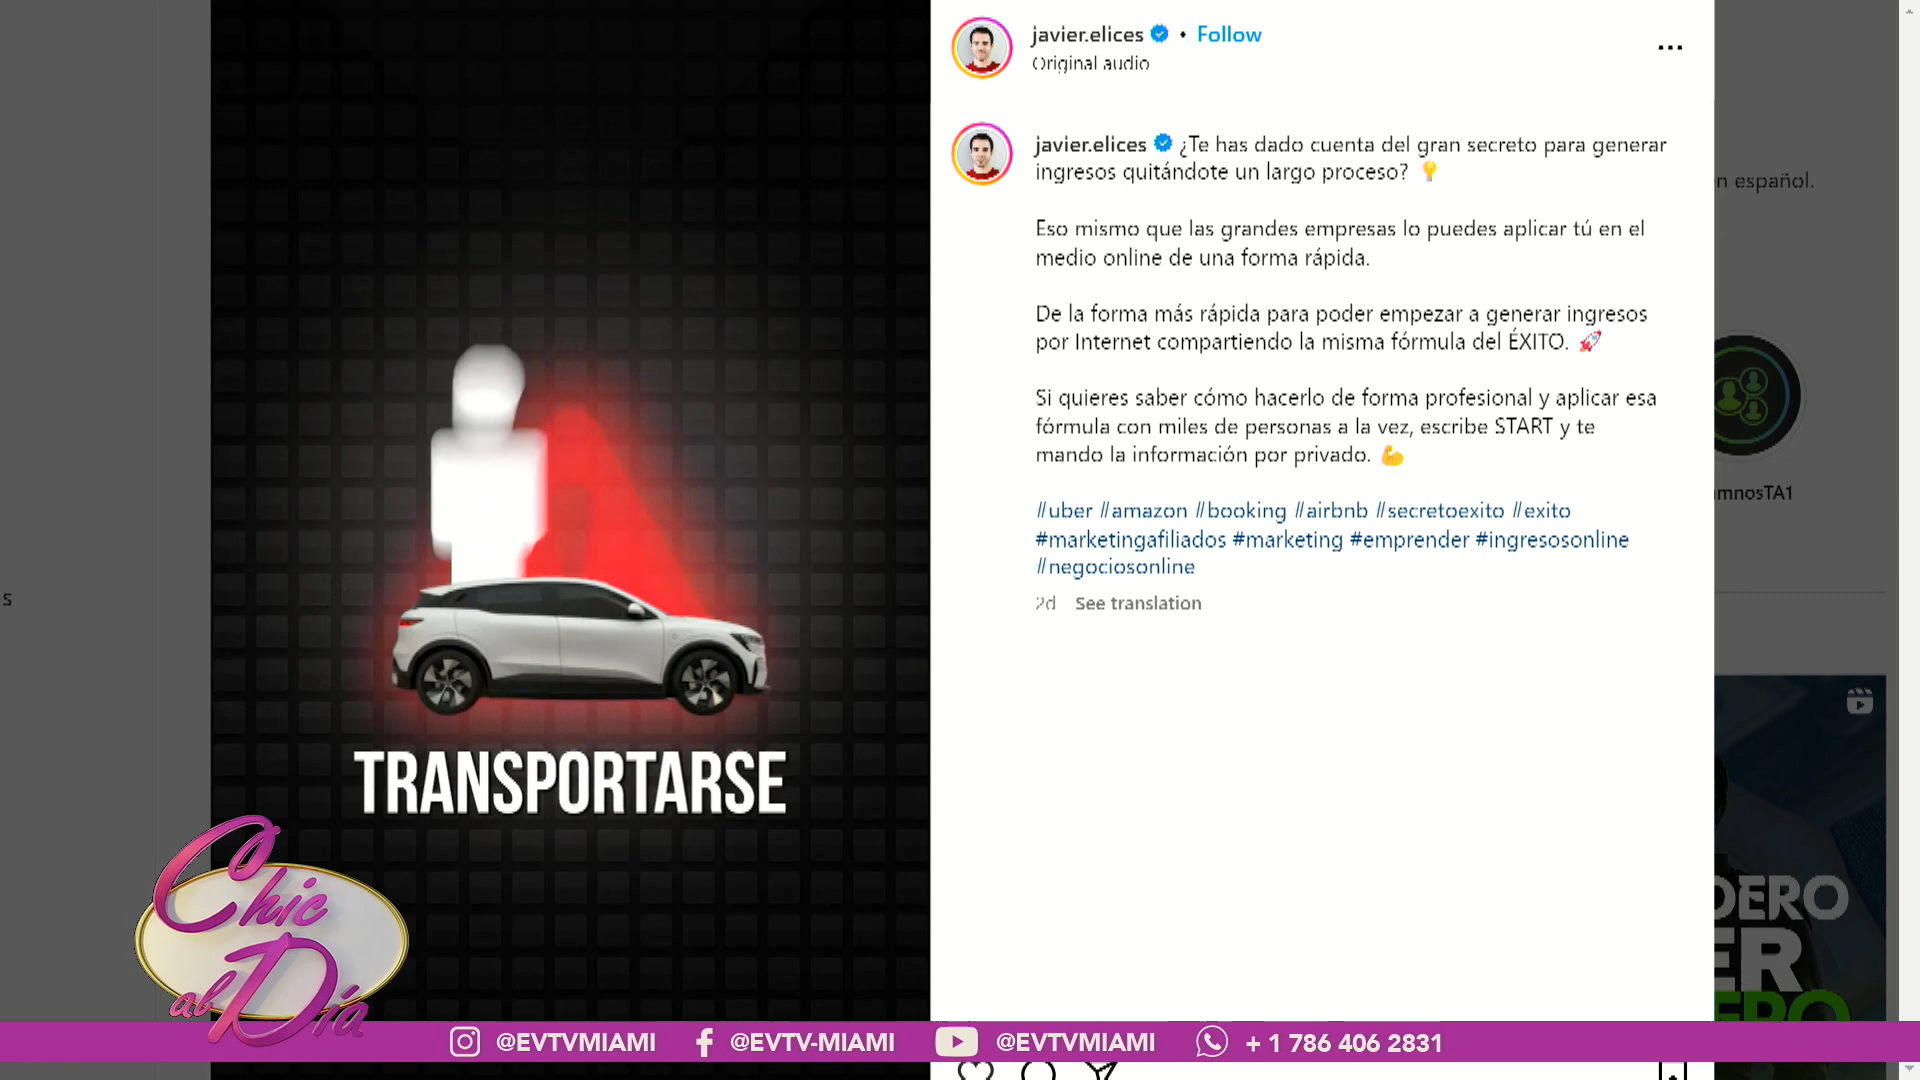 javier.elices • Follow
Original audio
javier.elices ¿Te has dado cuenta del gran secreto para generar
ingresos quitándote un largo proceso?
Eso mismo que las grandes empresas lo puedes aplicar tú en el
medio online de una forma rápida.
De la forma más rápida para poder empezar a generar ingresos
por Internet compartiendo la misma fórmula del ÉXITO.
Si quieres saber cómo hacerlo de forma profesional y aplicar esa
fórmula con miles de personas a la vez, escribe START y te
mando la información por privado.
#uber #amazon #booking #airbnb #secretoexito #exito
#marketingafiliados #marketing #emprender #ingresosonline
#negociosonline
2d See translation
n español.
mnosTA1
TRANSPORTARSE
DERO
ER
ERO
Chic
al Día
@EVTVMIAMI @EVTV-MIAMI @EVTVMIAMI + 1 786 406 2831